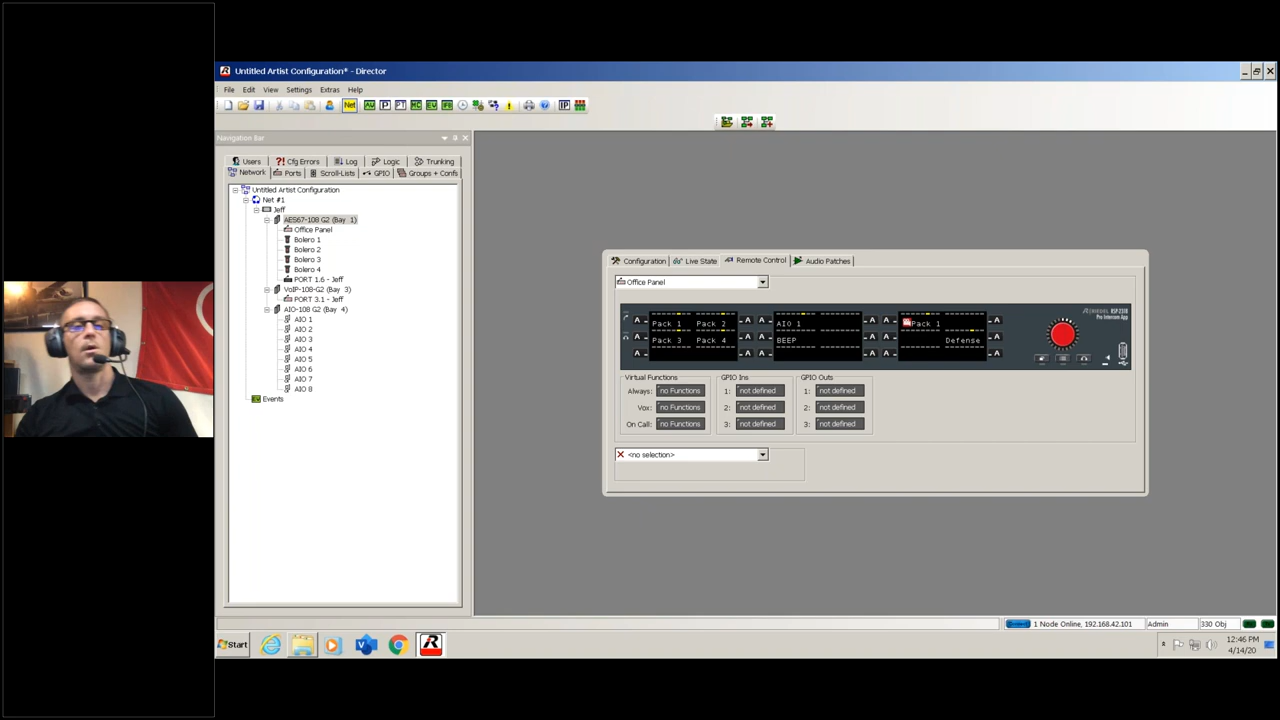 Untitled Artist Configuration* - Director
File Edit View Settings Extras Help
Net
Navigation Bar
Users ?! Cfg Errors Log Logic Trunking
Network Ports Scroll-Lists GPIO Groups + Confs
Untitled Artist Configuration
Net #1
Jeff
AES67-108 G2 (Bay 1)
Office Panel
Bolero 1
Bolero 2
Bolero 3
Bolero 4
PORT 1.6 - Jeff
VoIP-108-G2 (Bay 3)
PORT 3.1 - Jeff
AIO-108 G2 (Bay 4)
AIO 1
AIO 2
AIO 3
AIO 4
AIO 5
AIO 6
AIO 7
AIO 8
Events
Configuration Live State Remote Control Audio Patches
Office Panel
A Pack 1 Pack 2 A A AIO 1 A A Pack 1 A
A Pack 3 Pack 4 A A BEEP A A Defense A
A A A A A A
Virtual Functions GPIO Ins GPIO Outs
Always: no Functions 1: not defined 1: not defined
Vox: no Functions 2: not defined 2: not defined
On Call: no Functions 3: not defined 3: not defined
<no selection>
1 Node Online, 192.168.42.101 Admin 330 Obj
Start
12:46 PM
4/14/20